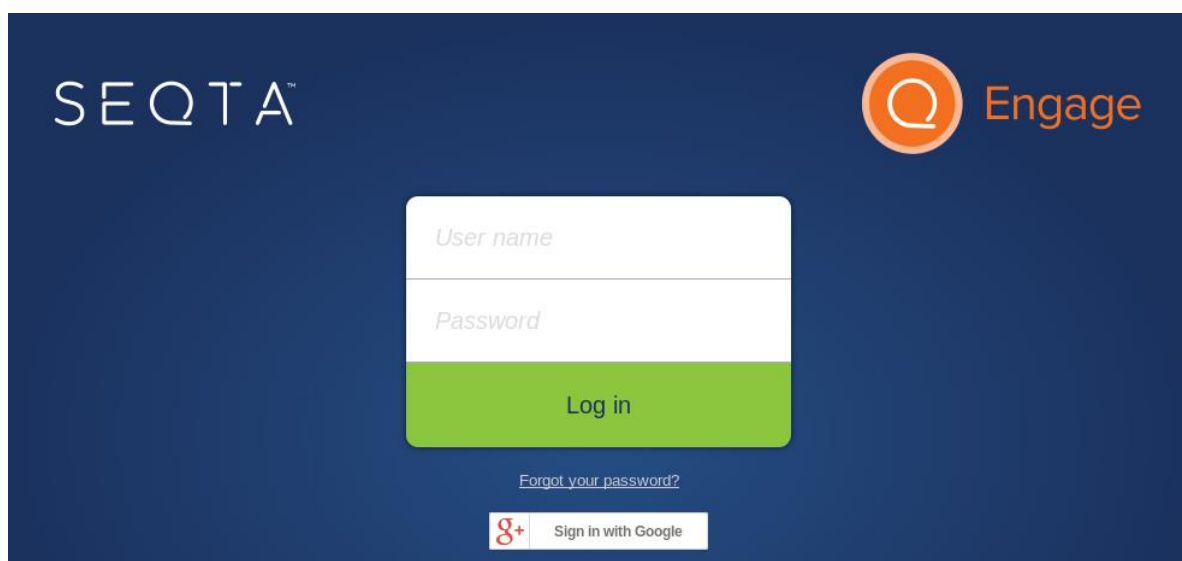 SEQTA™
Engage
User name
Password
Log in
Forgot your password?
g+ Sign in with Google